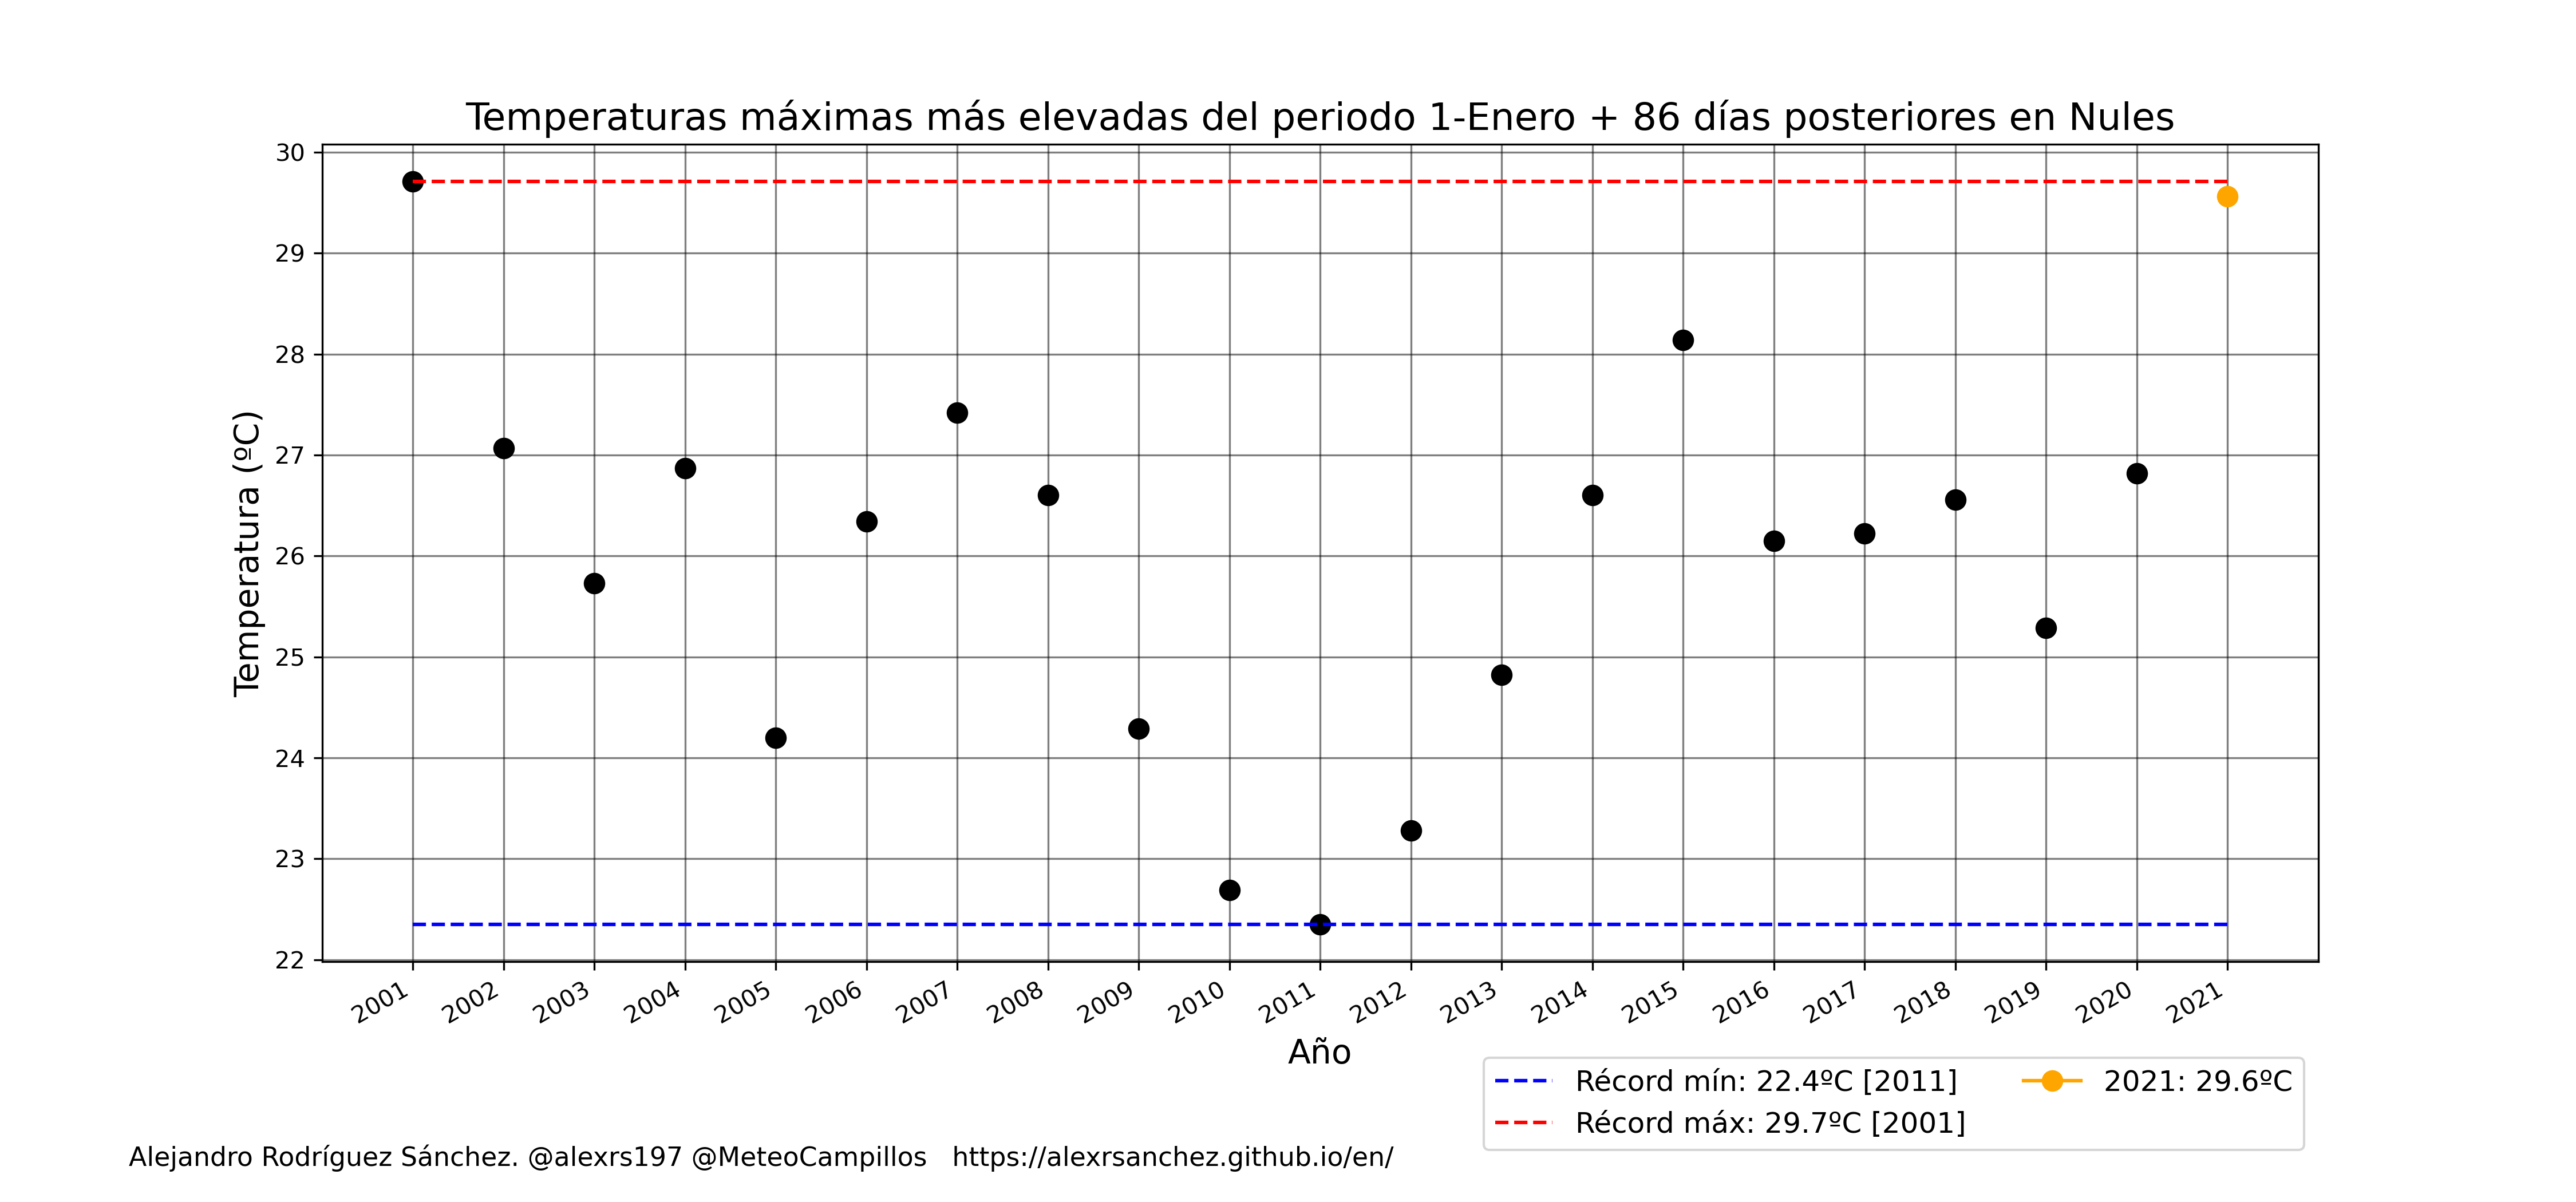 Temperaturas máximas más elevadas del periodo 1-Enero + 86 días posteriores en Nules
30
29
28
27
26
25
24
23
22
Temperatura (ºC)
2001 2002 2003 2004 2005 2006 2007 2008 2009 2010 2011 2012 2013 2014 2015 2016 2017 2018 2019 2020 2021
Año
Récord mín: 22.4ºC [2011]
Récord máx: 29.7ºC [2001]
2021: 29.6ºC
Alejandro Rodríguez Sánchez. @alexrs197 @MeteoCampillos https://alexrsanchez.github.io/en/